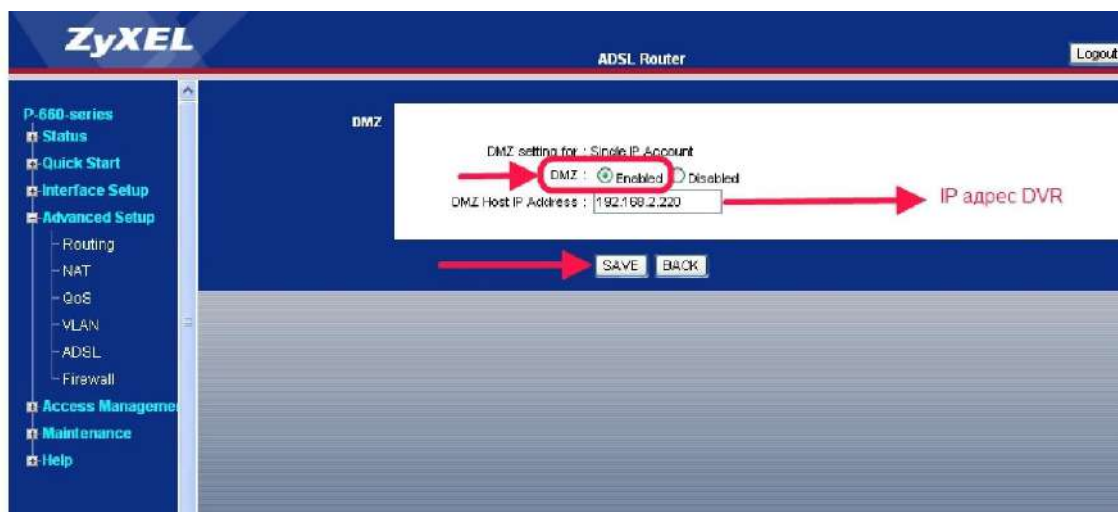 ZyXEL
ADSL Router
Logout
P-660-series
Status
Quick Start
Interface Setup
Advanced Setup
Routing
NAT
QoS
VLAN
ADSL
Firewall
Access Manageme
Maintenance
Help
DMZ
DMZ setting for : Single IP Account
DMZ : Enabled Disabled
DMZ Host IP Address : 192.168.2.220
IP адрес DVR
SAVE BACK